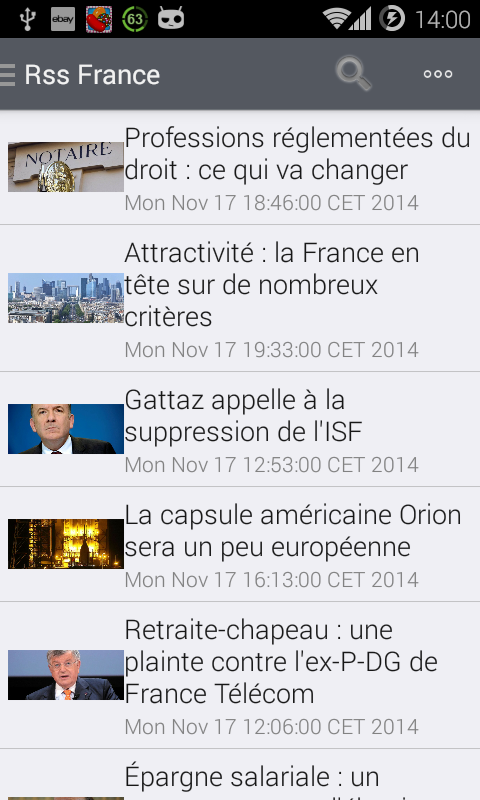 ebay
63
14:00
Rss France
NOTAIRE
Professions réglementées du
droit : ce qui va changer
Mon Nov 17 18:46:00 CET 2014
Attractivité : la France en
tête sur de nombreux
critères
Mon Nov 17 19:33:00 CET 2014
Gattaz appelle à la
suppression de l'ISF
Mon Nov 17 12:53:00 CET 2014
La capsule américaine Orion
sera un peu européenne
Mon Nov 17 16:13:00 CET 2014
Retraite-chapeau : une
plainte contre l'ex-P-DG de
France Télécom
Mon Nov 17 12:06:00 CET 2014
Épargne salariale : un